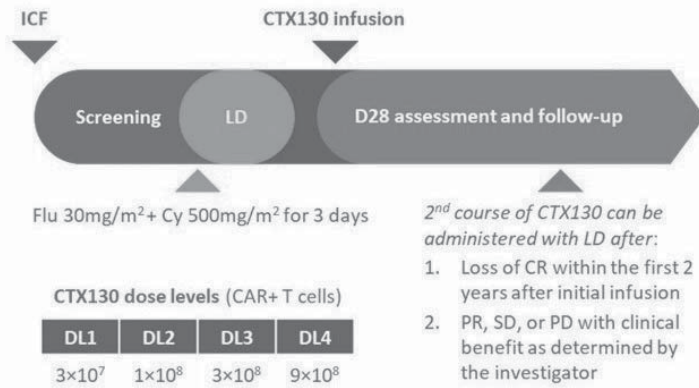 ICF
CTX130 infusion
Screening
LD
D28 assessment and follow-up
Flu 30mg/m² + Cy 500mg/m² for 3 days
2nd course of CTX130 can be
administered with LD after:
1. Loss of CR within the first 2
years after initial infusion
2. PR, SD, or PD with clinical
benefit as determined by
the investigator
CTX130 dose levels (CAR+ T cells)
DL1 DL2 DL3 DL4
3×10⁷ 1×10⁸ 3×10⁸ 9×10⁸